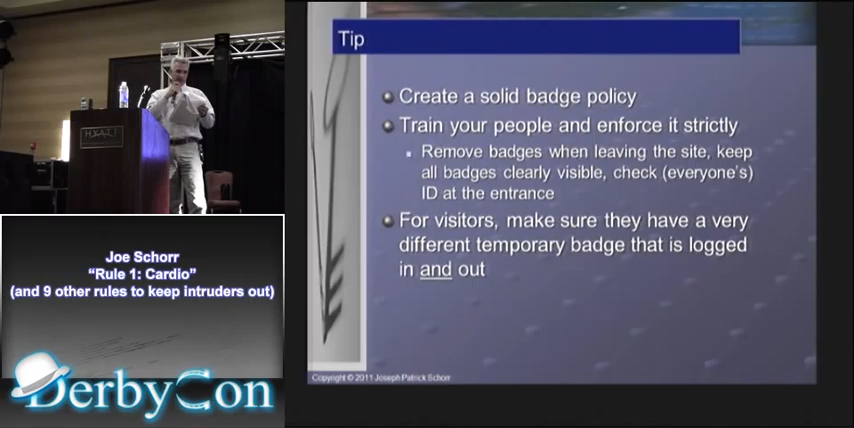 HYATT
Joe Schorr
“Rule 1: Cardio”
(and 9 other rules to keep intruders out)
DerbyCon
Tip
Create a solid badge policy
Train your people and enforce it strictly
Remove badges when leaving the site, keep
all badges clearly visible, check (everyone's)
ID at the entrance
For visitors, make sure they have a very
different temporary badge that is logged
in and out
Copyright © 2011 Joseph Patrick Schorr